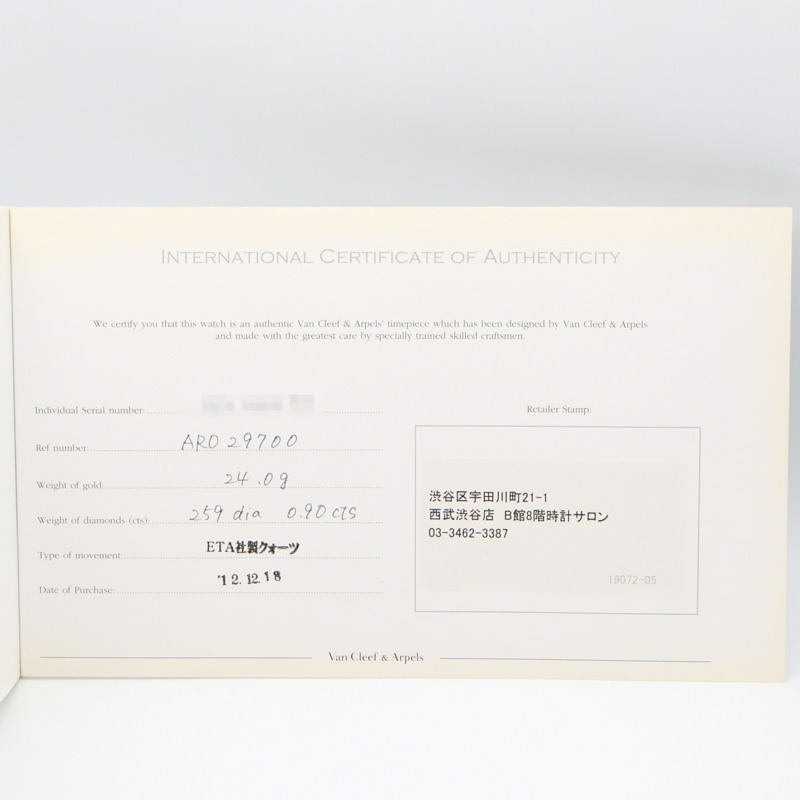 INTERNATIONAL CERTIFICATE OF AUTHENTICITY
We certify you that this watch is an authentic Van Cleef & Arpels' timepiece which has been designed by Van Cleef & Arpels
and made with the greatest care by specially trained skilled craftsmen.
Individual Serial number:
Ref number: ARO 29700
Weight of gold: 24.0g
Weight of diamonds (cts): 259 dia 0.90 cts
Type of movement: ETA社製クォーツ
Date of Purchase: '12.12.18
Retailer Stamp:
渋谷区宇田川町21-1
西武渋谷店 B館8階時計サロン
03-3462-3387
19072-05
Van Cleef & Arpels